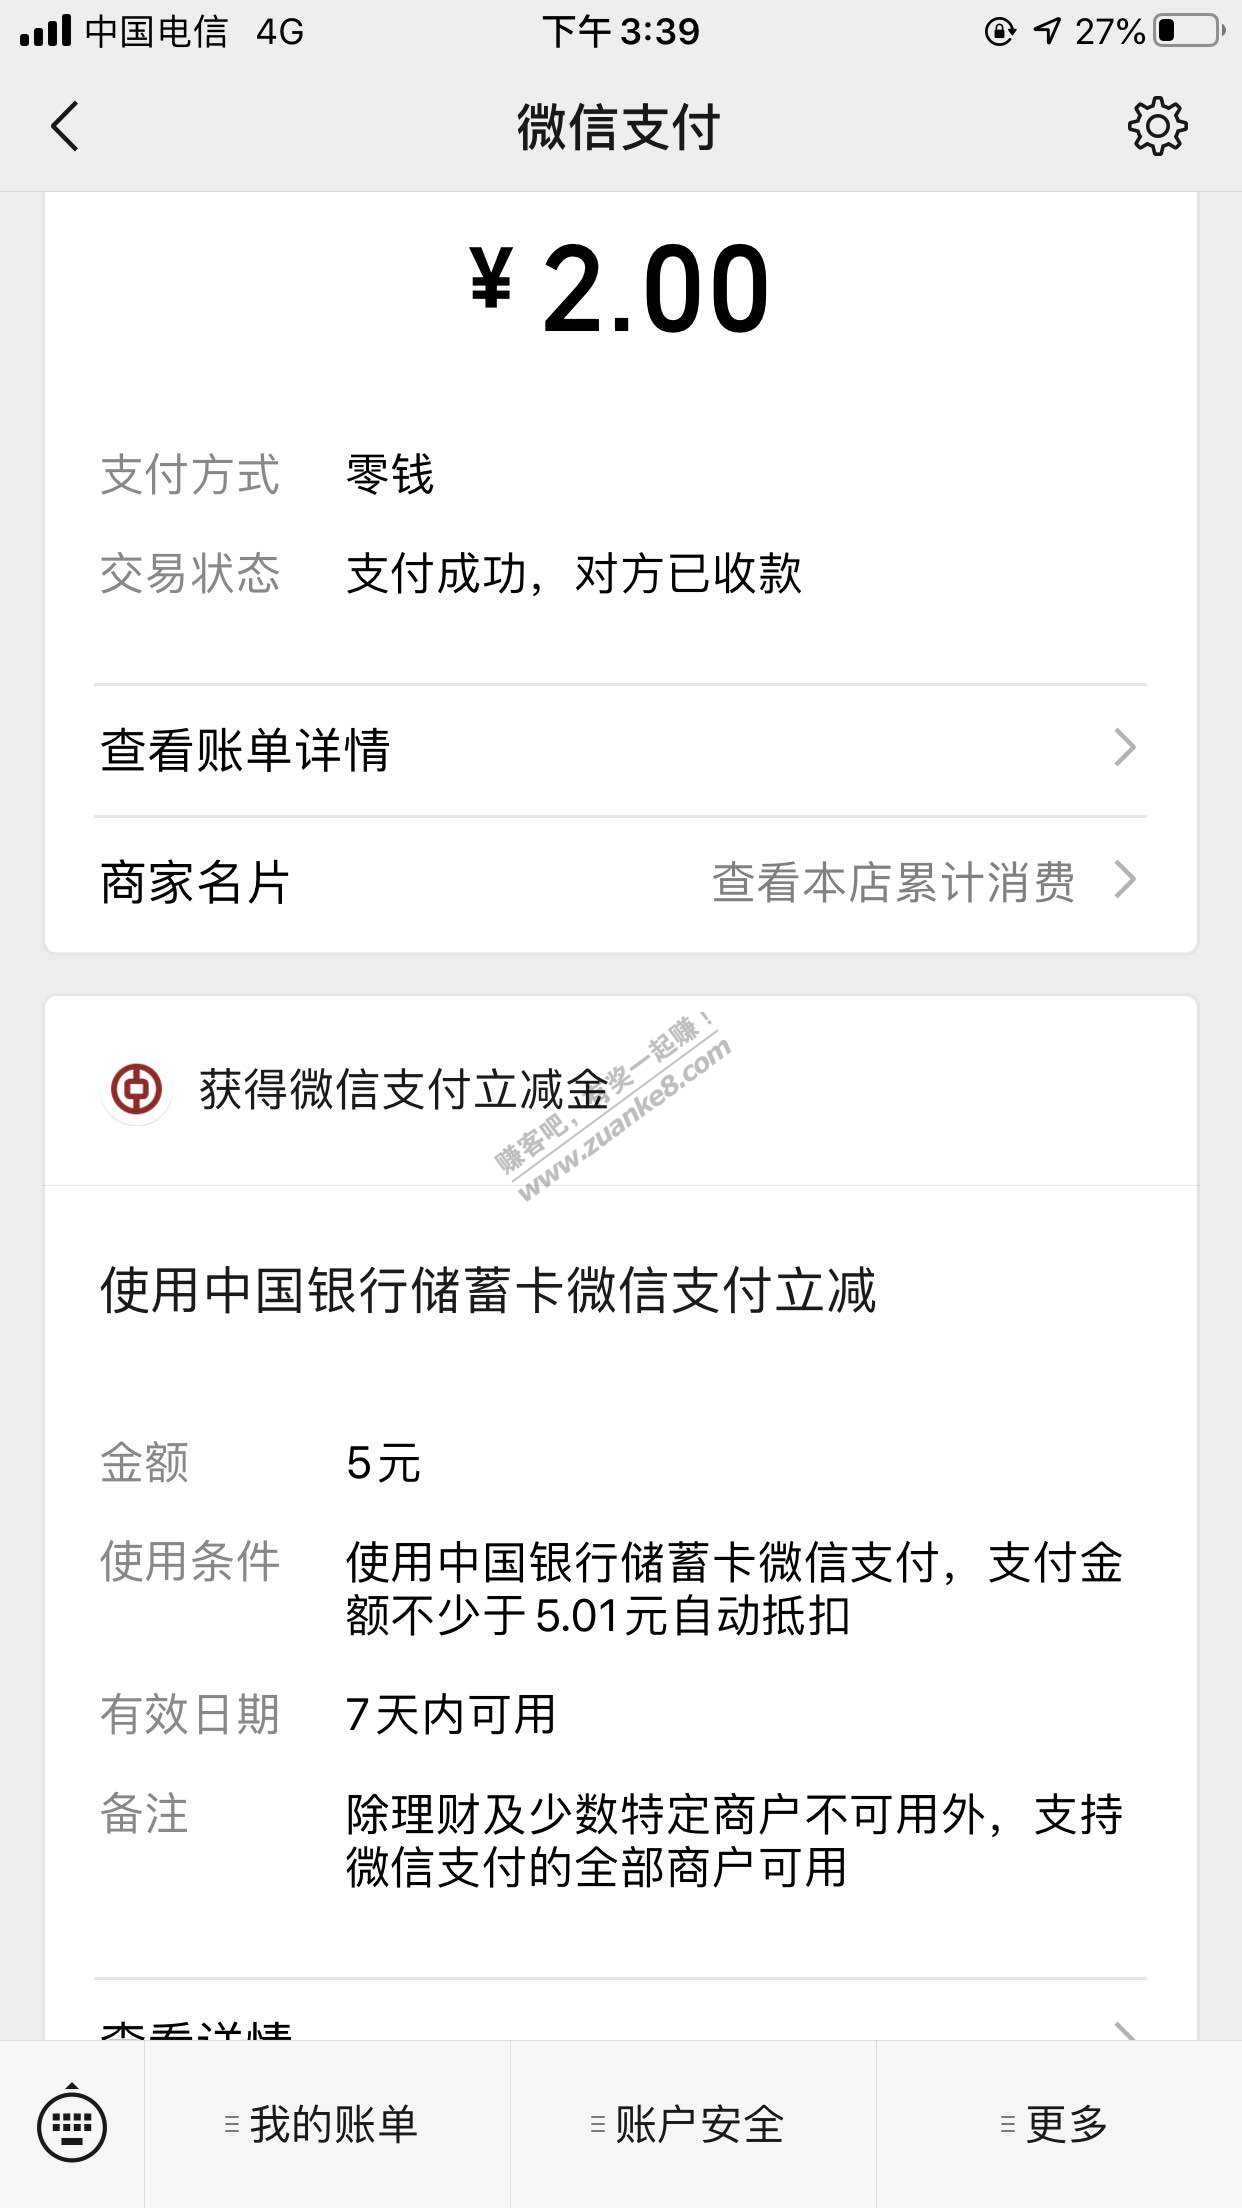 中国电信 4G 下午3:39 27%
微信支付
¥2.00
支付方式 零钱
交易状态 支付成功，对方已收款
查看账单详情
商家名片 查看本店累计消费
获得微信支付立减金
赚客吧，有奖一起赚！
www.zuanke8.com
使用中国银行储蓄卡微信支付立减
金额 5元
使用条件 使用中国银行储蓄卡微信支付，支付金
额不少于5.01元自动抵扣
有效日期 7天内可用
备注 除理财及少数特定商户不可用外，支持
微信支付的全部商户可用
查看详情
我的账单 账户安全 更多